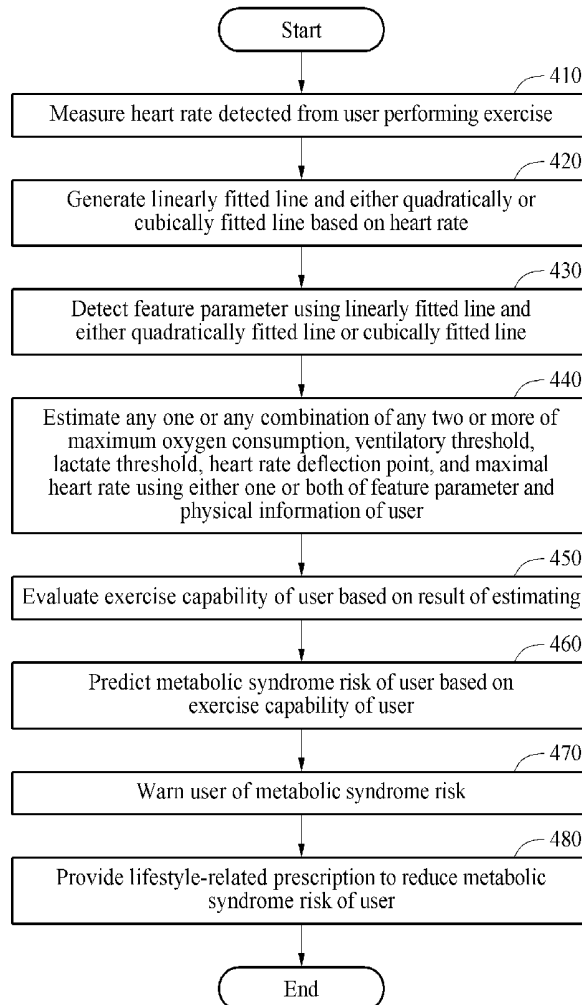 Start
410
Measure heart rate detected from user performing exercise
420
Generate linearly fitted line and either quadratically or
cubically fitted line based on heart rate
430
Detect feature parameter using linearly fitted line and
either quadratically fitted line or cubically fitted line
440
Estimate any one or any combination of any two or more of
maximum oxygen consumption, ventilatory threshold,
lactate threshold, heart rate deflection point, and maximal
heart rate using either one or both of feature parameter and
physical information of user
450
Evaluate exercise capability of user based on result of estimating
460
Predict metabolic syndrome risk of user based on
exercise capability of user
470
Warn user of metabolic syndrome risk
480
Provide lifestyle-related prescription to reduce metabolic
syndrome risk of user
End